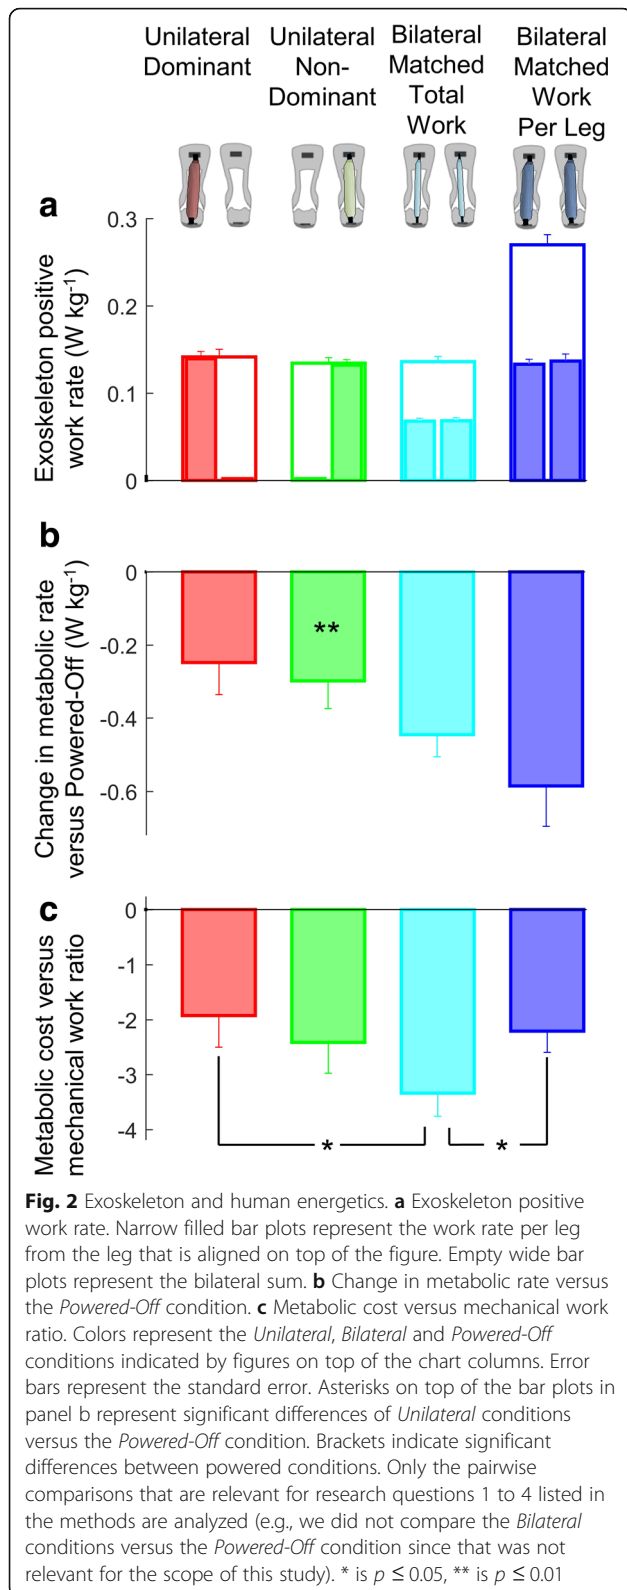 Unilateral Dominant
Unilateral Non-Dominant
Bilateral Matched Total Work
Bilateral Matched Work Per Leg
a
Exoskeleton positive
work rate (W kg-1)
0.3
0.2
0.1
0
b
Change in metabolic rate
versus Powered-Off (W kg-1)
0
-0.2
-0.4
-0.6
**
c
Metabolic cost versus
mechanical work ratio
0
-1
-2
-3
-4
*
*
Fig. 2 Exoskeleton and human energetics. a Exoskeleton positive
work rate. Narrow filled bar plots represent the work rate per leg
from the leg that is aligned on top of the figure. Empty wide bar
plots represent the bilateral sum. b Change in metabolic rate versus
the Powered-Off condition. c Metabolic cost versus mechanical work
ratio. Colors represent the Unilateral, Bilateral and Powered-Off
conditions indicated by figures on top of the chart columns. Error
bars represent the standard error. Asterisks on top of the bar plots in
panel b represent significant differences of Unilateral conditions
versus the Powered-Off condition. Brackets indicate significant
differences between powered conditions. Only the pairwise
comparisons that are relevant for research questions 1 to 4 listed in
the methods are analyzed (e.g., we did not compare the Bilateral
conditions versus the Powered-Off condition since that was not
relevant for the scope of this study). * is p ≤ 0.05, ** is p ≤ 0.01